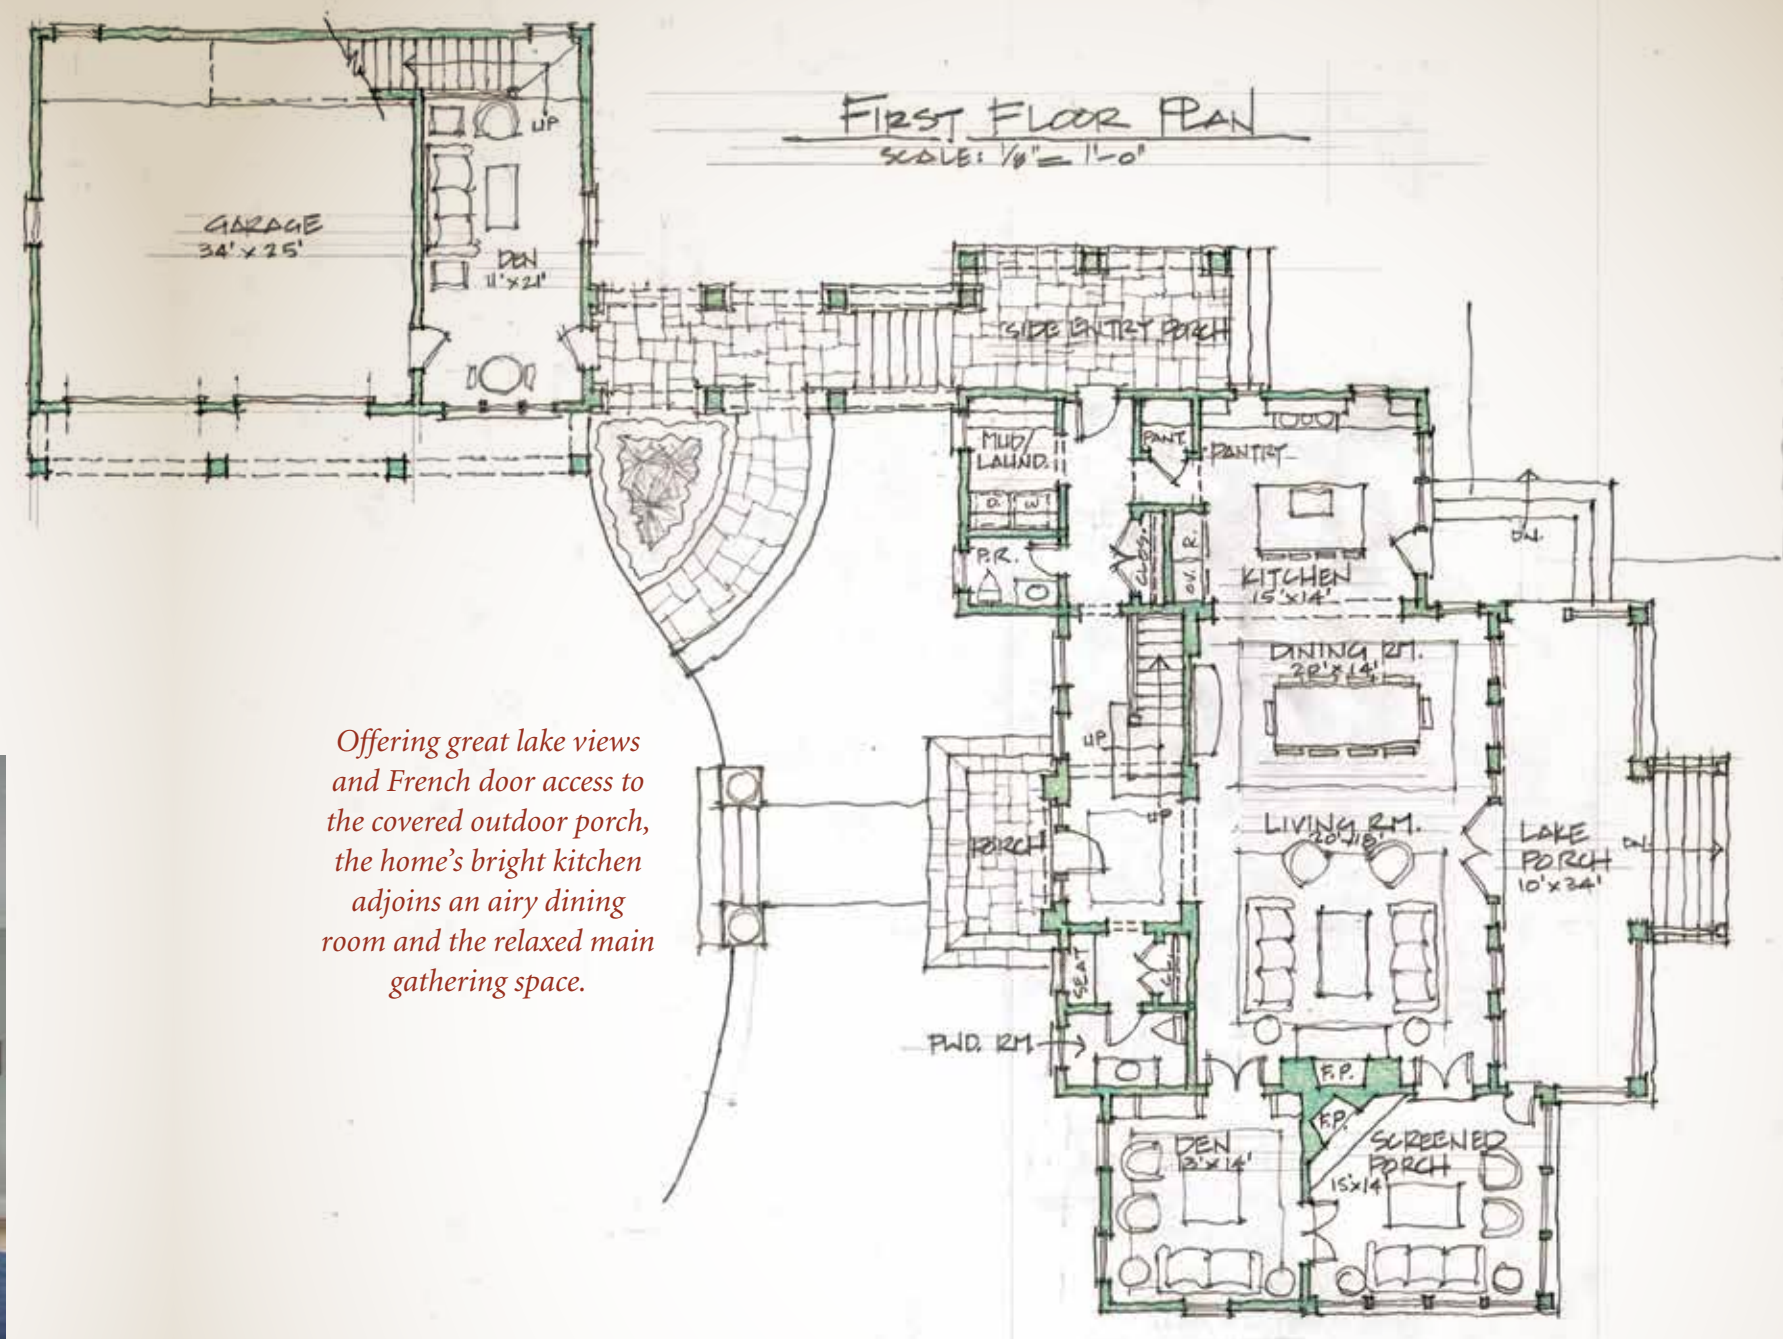 FIRST FLOOR PLAN
SCALE: 1/8" = 1'-0"
UP
GARAGE
34' x 25'
DEN
11' x 21'
SIDE ENTRY PORCH
MUD/
LAUND.
PANT.
PANTRY
D. W
P.R.
CLOS.
OV. R.
KITCHEN
15' x 14'
DN.
DINING RM.
20' x 14'
UP
UP
LIVING RM.
20' x 18'
PORCH
LAKE
PORCH
10' x 34'
DN.
SEAT
PWD. RM.
F.P.
F.P.
DEN
13' x 14'
SCREENED
PORCH
15' x 14'
Offering great lake views
and French door access to
the covered outdoor porch,
the home’s bright kitchen
adjoins an airy dining
room and the relaxed main
gathering space.